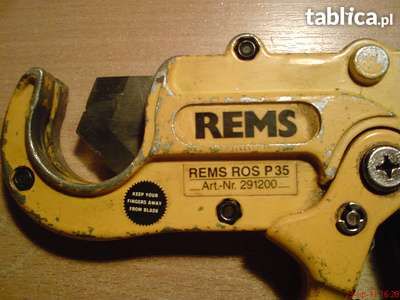 tablica.pl
REMS
REMS ROS P 35
Art.-Nr. 291200
KEEP YOUR
FINGERS AWAY
FROM BLADE